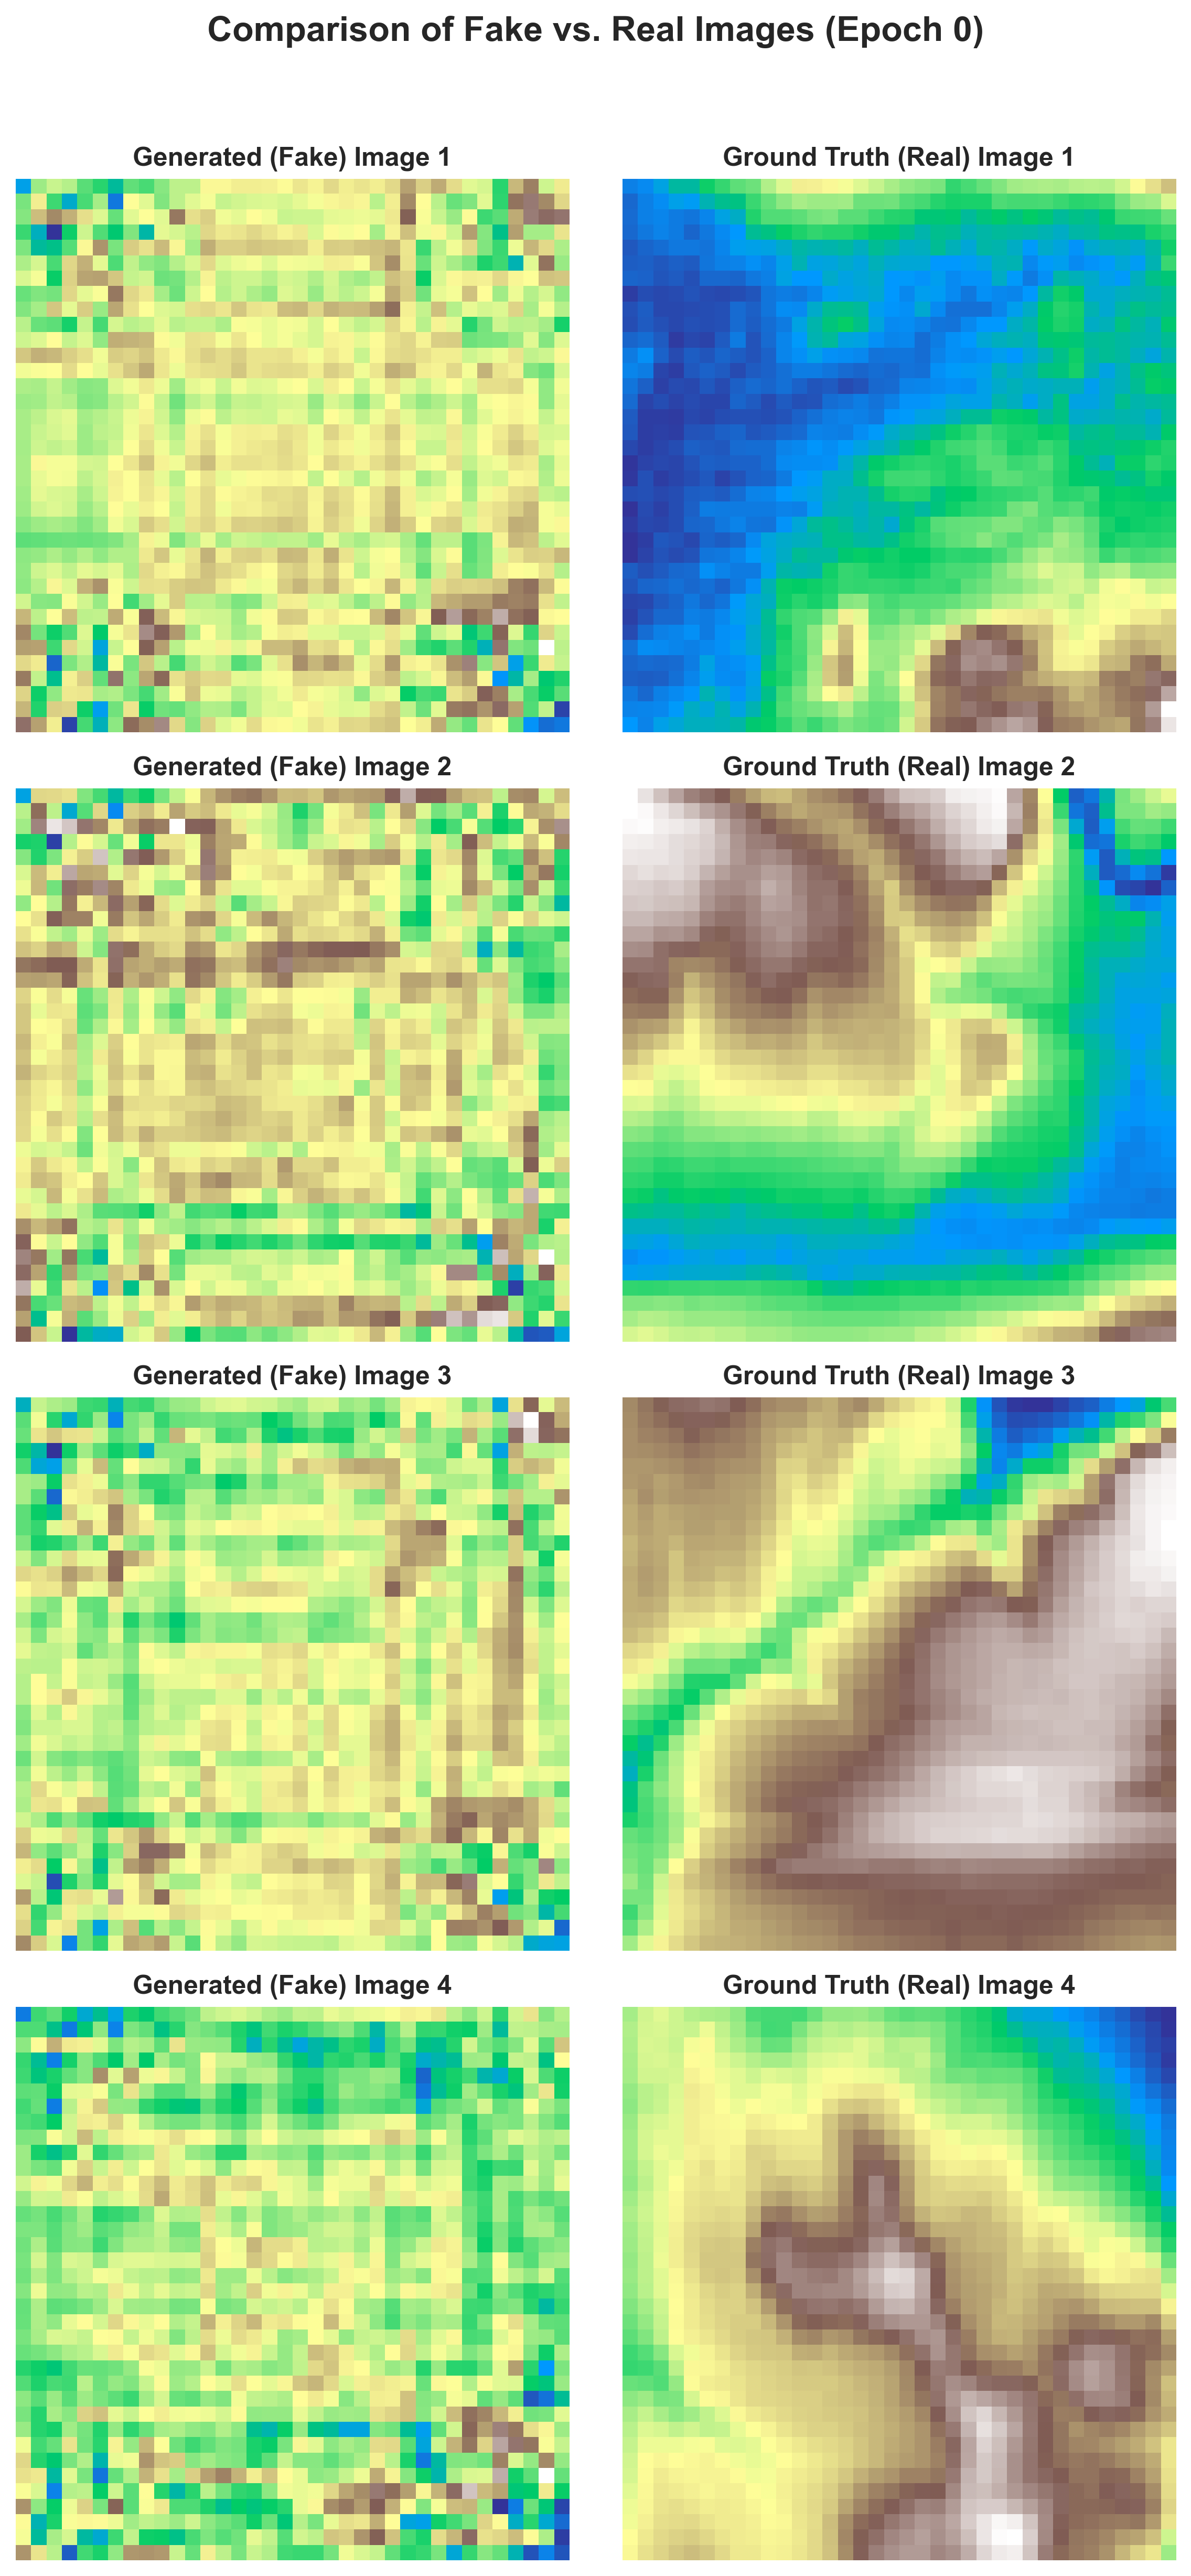 Comparison of Fake vs. Real Images (Epoch 0)
Generated (Fake) Image 1
Ground Truth (Real) Image 1
Generated (Fake) Image 2
Ground Truth (Real) Image 2
Generated (Fake) Image 3
Ground Truth (Real) Image 3
Generated (Fake) Image 4
Ground Truth (Real) Image 4